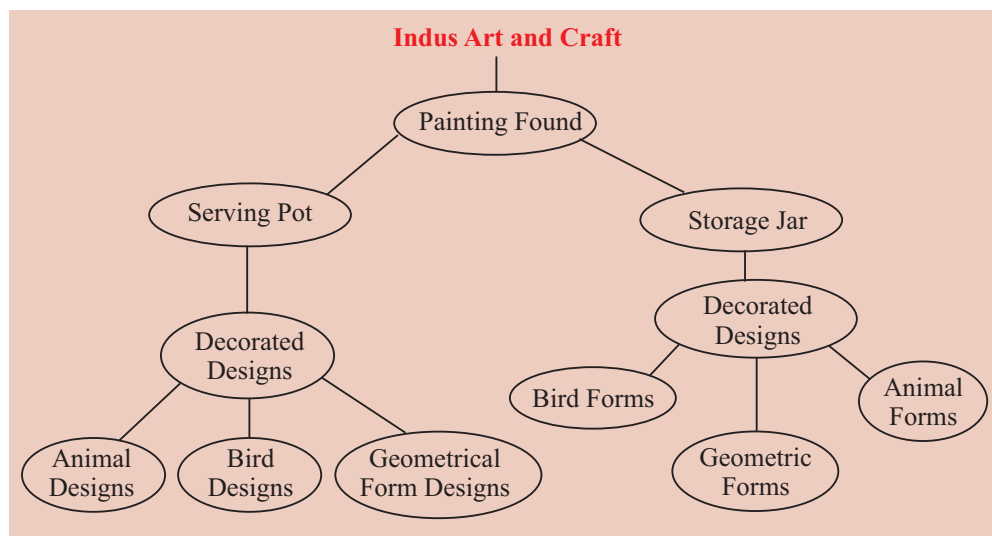 Indus Art and Craft
Painting Found
Serving Pot
Storage Jar
Decorated
Designs
Decorated
Designs
Animal
Designs
Bird
Designs
Geometrical
Form Designs
Bird Forms
Geometric
Forms
Animal
Forms